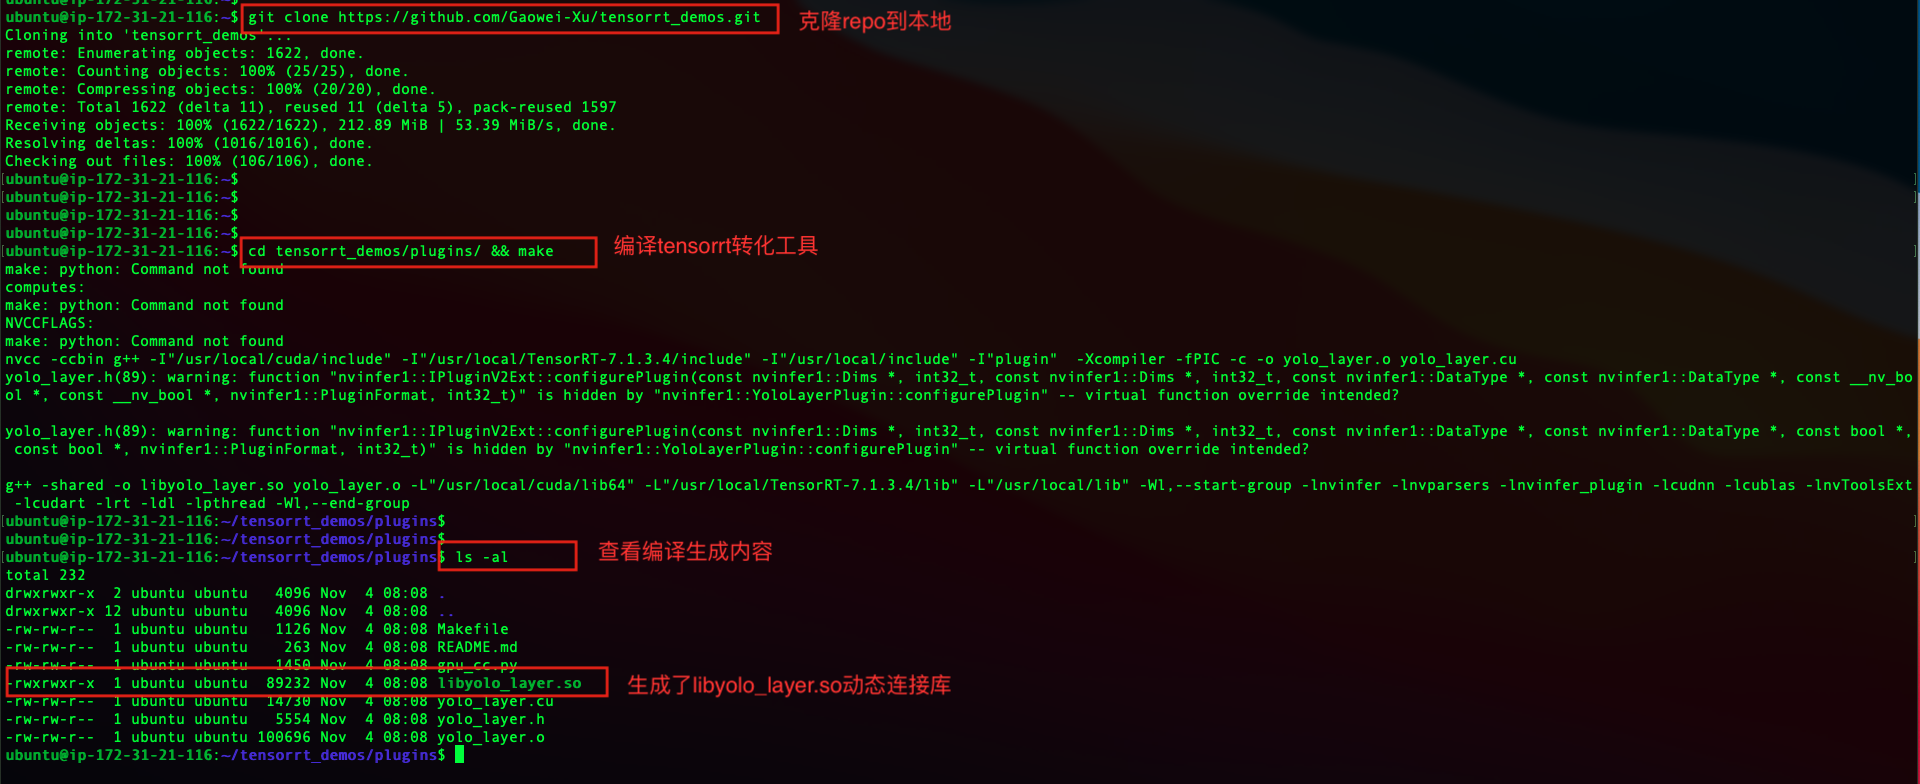 git clone https://github.com/Gaowei-Xu/tensorrt_demos.git 克隆repo到本地
Cloning into 'tensorrt_demos'...
remote: Enumerating objects: 1622, done.
remote: Counting objects: 100% (25/25), done.
remote: Compressing objects: 100% (20/20), done.
remote: Total 1622 (delta 11), reused 11 (delta 5), pack-reused 1597
Receiving objects: 100% (1622/1622), 212.89 MiB | 53.39 MiB/s, done.
Resolving deltas: 100% (1016/1016), done.
Checking out files: 100% (106/106), done.
[ubuntu@ip-172-31-21-116:~$ ]
[ubuntu@ip-172-31-21-116:~$ ]
ubuntu@ip-172-31-21-116:~$
ubuntu@ip-172-31-21-116:~$
[ubuntu@ip-172-31-21-116:~$ cd tensorrt_demos/plugins/ && make 编译tensorrt转化工具 ]
make: python: Command not found
computes:
make: python: Command not found
NVCCFLAGS:
make: python: Command not found
nvcc -ccbin g++ -I"/usr/local/cuda/include" -I"/usr/local/TensorRT-7.1.3.4/include" -I"/usr/local/include" -I"plugin"  -Xcompiler -fPIC -c -o yolo_layer.o yolo_layer.cu
yolo_layer.h(89): warning: function "nvinfer1::IPluginV2Ext::configurePlugin(const nvinfer1::Dims *, int32_t, const nvinfer1::Dims *, int32_t, const nvinfer1::DataType *, const nvinfer1::DataType *, const __nv_bo
ol *, const __nv_bool *, nvinfer1::PluginFormat, int32_t)" is hidden by "nvinfer1::YoloLayerPlugin::configurePlugin" -- virtual function override intended?
yolo_layer.h(89): warning: function "nvinfer1::IPluginV2Ext::configurePlugin(const nvinfer1::Dims *, int32_t, const nvinfer1::Dims *, int32_t, const nvinfer1::DataType *, const nvinfer1::DataType *, const bool *,
 const bool *, nvinfer1::PluginFormat, int32_t)" is hidden by "nvinfer1::YoloLayerPlugin::configurePlugin" -- virtual function override intended?
g++ -shared -o libyolo_layer.so yolo_layer.o -L"/usr/local/cuda/lib64" -L"/usr/local/TensorRT-7.1.3.4/lib" -L"/usr/local/lib" -Wl,--start-group -lnvinfer -lnvparsers -lnvinfer_plugin -lcudnn -lcublas -lnvToolsExt
 -lcudart -lrt -ldl -lpthread -Wl,--end-group
[ubuntu@ip-172-31-21-116:~/tensorrt_demos/plugins$ ]
ubuntu@ip-172-31-21-116:~/tensorrt_demos/plugins$
[ubuntu@ip-172-31-21-116:~/tensorrt_demos/plugins$ ls -al 查看编译生成内容 ]
total 232
drwxrwxr-x  2 ubuntu ubuntu   4096 Nov  4 08:08 .
drwxrwxr-x 12 ubuntu ubuntu   4096 Nov  4 08:08 ..
-rw-rw-r--  1 ubuntu ubuntu   1126 Nov  4 08:08 Makefile
-rw-rw-r--  1 ubuntu ubuntu    263 Nov  4 08:08 README.md
-rw-rw-r--  1 ubuntu ubuntu   1450 Nov  4 08:08 gpu_cc.py
-rwxrwxr-x  1 ubuntu ubuntu  89232 Nov  4 08:08 libyolo_layer.so 生成了libyolo_layer.so动态连接库
-rw-rw-r--  1 ubuntu ubuntu  14730 Nov  4 08:08 yolo_layer.cu
-rw-rw-r--  1 ubuntu ubuntu   5554 Nov  4 08:08 yolo_layer.h
-rw-rw-r--  1 ubuntu ubuntu 100696 Nov  4 08:08 yolo_layer.o
ubuntu@ip-172-31-21-116:~/tensorrt_demos/plugins$